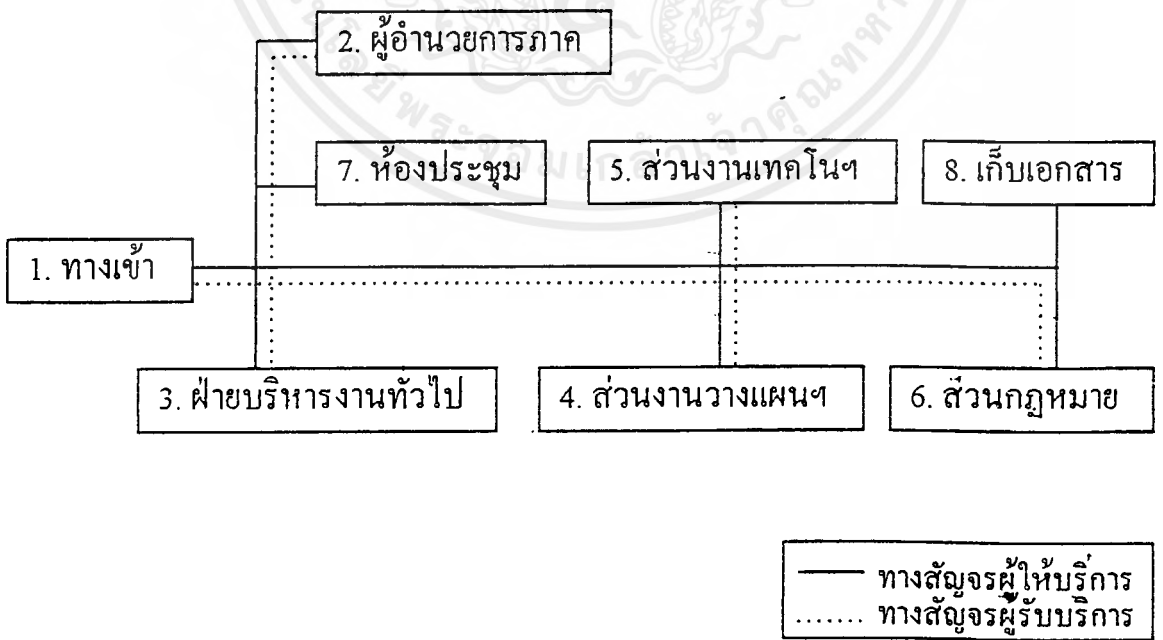 2. ผู้อำนวยการภาค
7. ห้องประชุม
5. ส่วนงานเทคโนฯ
8. เก็บเอกสาร
1. ทางเข้า
3. ฝ่ายบริหารงานทั่วไป
4. ส่วนงานวางแผนฯ
6. ส่วนกฎหมาย
ทางสัญจรผู้ให้บริการ
ทางสัญจรผู้รับบริการ